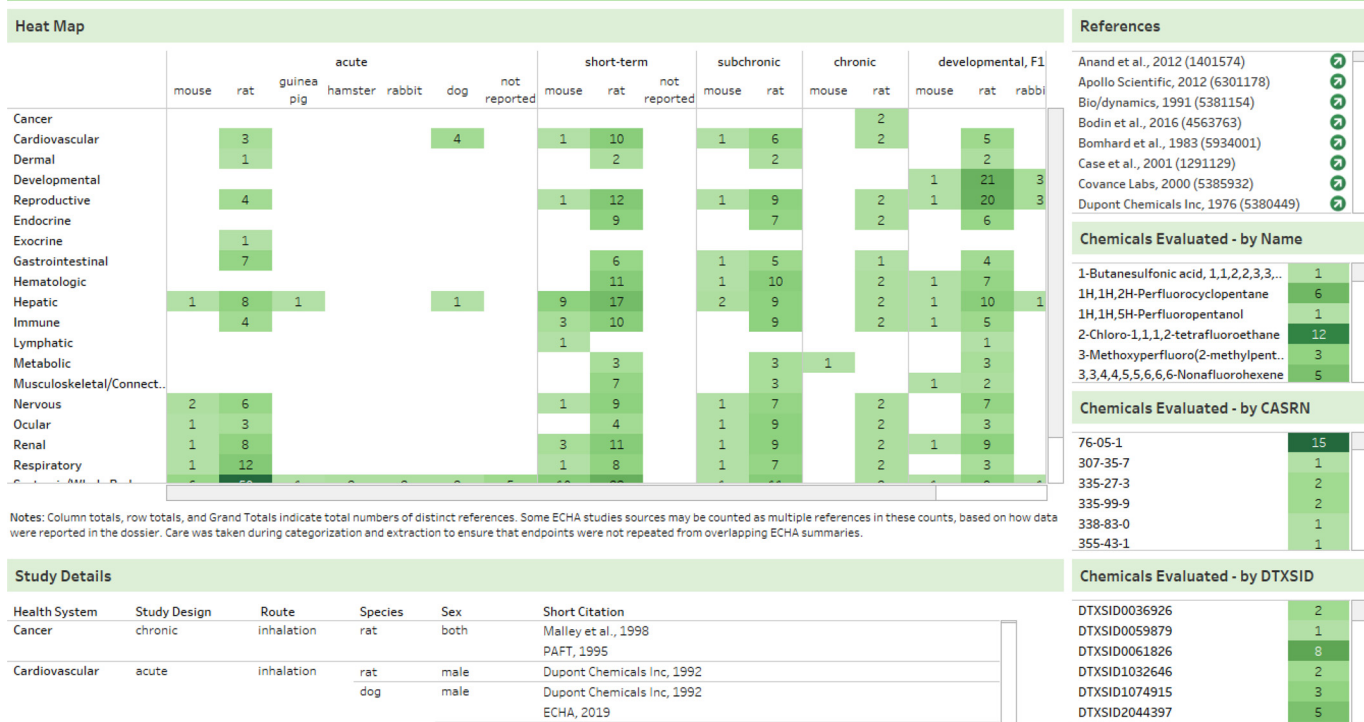 Heat Map
acute short-term subchronic chronic developmental, F1
mouse rat guinea pig hamster rabbit dog not reported mouse rat not reported mouse rat mouse rat mouse rat rabbi
Cancer 2
Cardiovascular 3 4 1 10 1 6 2 5
Dermal 1 2 2 2
Developmental 1 21 3
Reproductive 4 1 12 1 9 2 1 20 3
Endocrine 9 7 2 6
Exocrine 1
Gastrointestinal 7 6 1 5 1 4
Hematologic 11 1 10 2 1 7
Hepatic 1 8 1 1 9 17 2 9 2 1 10 1
Immune 4 3 10 9 2 1 5
Lymphatic 1 1
Metabolic 3 3 1 3
Musculoskeletal/Connect.. 7 3 1 2
Nervous 2 6 1 9 1 7 2 7
Ocular 1 3 4 1 9 2 3
Renal 1 8 3 11 1 9 2 1 9
Respiratory 1 12 1 8 1 7 2 3
Notes: Column totals, row totals, and Grand Totals indicate total numbers of distinct references. Some ECHA studies sources may be counted as multiple references in these counts, based on how data
were reported in the dossier. Care was taken during categorization and extraction to ensure that endpoints were not repeated from overlapping ECHA summaries.
Study Details
Health System Study Design Route Species Sex Short Citation
Cancer chronic inhalation rat both Malley et al., 1998
PAFT, 1995
Cardiovascular acute inhalation rat male Dupont Chemicals Inc, 1992
dog male Dupont Chemicals Inc, 1992
ECHA, 2019
References
Anand et al., 2012 (1401574)
Apollo Scientific, 2012 (6301178)
Bio/dynamics, 1991 (5381154)
Bodin et al., 2016 (4563763)
Bomhard et al., 1983 (5934001)
Case et al., 2001 (1291129)
Covance Labs, 2000 (5385932)
Dupont Chemicals Inc, 1976 (5380449)
Chemicals Evaluated - by Name
1-Butanesulfonic acid, 1,1,2,2,3,3,.. 1
1H,1H,2H-Perfluorocyclopentane 6
1H,1H,5H-Perfluoropentanol 1
2-Chloro-1,1,1,2-tetrafluoroethane 12
3-Methoxyperfluoro(2-methylpent.. 3
3,3,4,4,5,5,6,6,6-Nonafluorohexene 5
Chemicals Evaluated - by CASRN
76-05-1 15
307-35-7 1
335-27-3 2
335-99-9 2
338-83-0 1
355-43-1 1
Chemicals Evaluated - by DTXSID
DTXSID0036926 2
DTXSID0059879 1
DTXSID0061826 8
DTXSID1032646 2
DTXSID1074915 3
DTXSID2044397 5